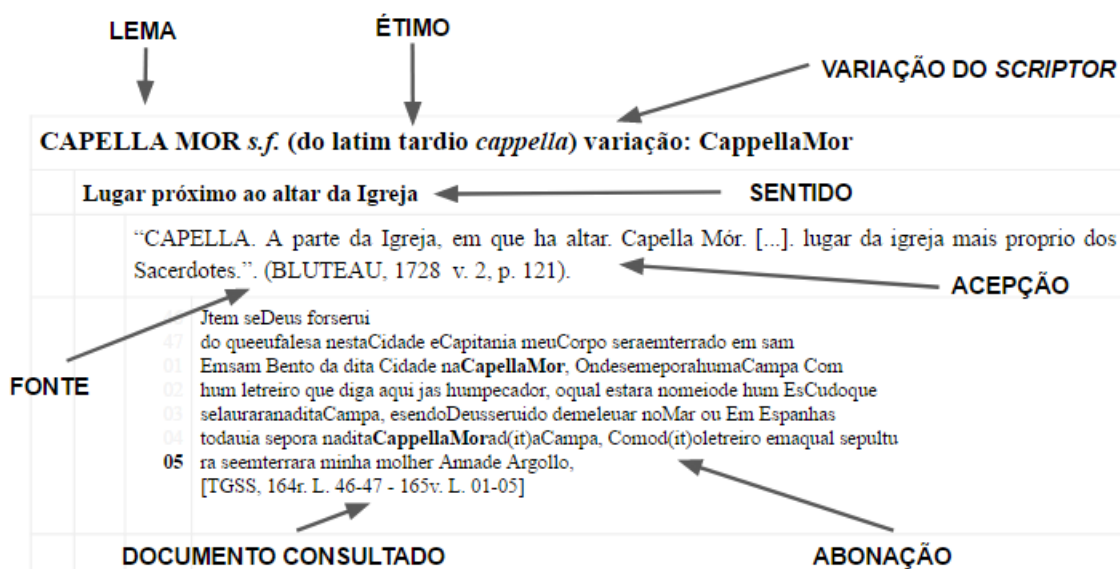 LEMA
ÉTIMO
VARIAÇÃO DO SCRIPTOR
CAPELLA MOR s.f. (do latim tardio cappella) variação: CappellaMor
Lugar próximo ao altar da Igreja
SENTIDO
“CAPELLA. A parte da Igreja, em que ha altar. Capella Mór. [...]. lugar da igreja mais proprio dos
Sacerdotes.”. (BLUTEAU, 1728 v. 2, p. 121).
ACEPÇÃO
FONTE
Jtem seDeus forserui
47 do queeufalesa nestaCidade eCapitania meuCorpo seraemterrado em sam
01 Emsam Bento da dita Cidade naCapellaMor, OndesemeporahumaCampa Com
02 hum letreiro que diga aqui jas humpecador, oqual estara nomeiode hum EsCudoque
03 selauraranaditaCampa, esendoDeusseruido demeleuar noMar ou Em Espanhas
04 todauia sepora naditaCappellaMorad(it)aCampa, Comod(it)oletreiro emaqual sepultu
05 ra seemterrara minha molher Annade Argollo,
[TGSS, 164r. L. 46-47 - 165v. L. 01-05]
DOCUMENTO CONSULTADO
ABONAÇÃO